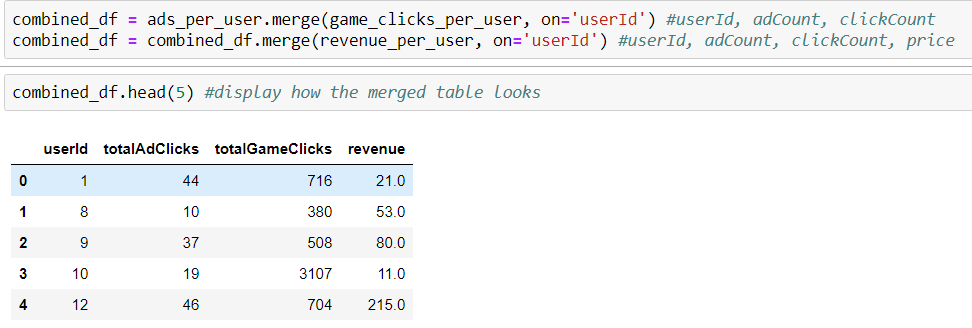 combined_df = ads_per_user.merge(game_clicks_per_user, on='userId') #userId, adCount, clickCount
combined_df = combined_df.merge(revenue_per_user, on='userId') #userId, adCount, clickCount, price
combined_df.head(5) #display how the merged table looks
userId totalAdClicks totalGameClicks revenue
0 1 44 716 21.0
1 8 10 380 53.0
2 9 37 508 80.0
3 10 19 3107 11.0
4 12 46 704 215.0